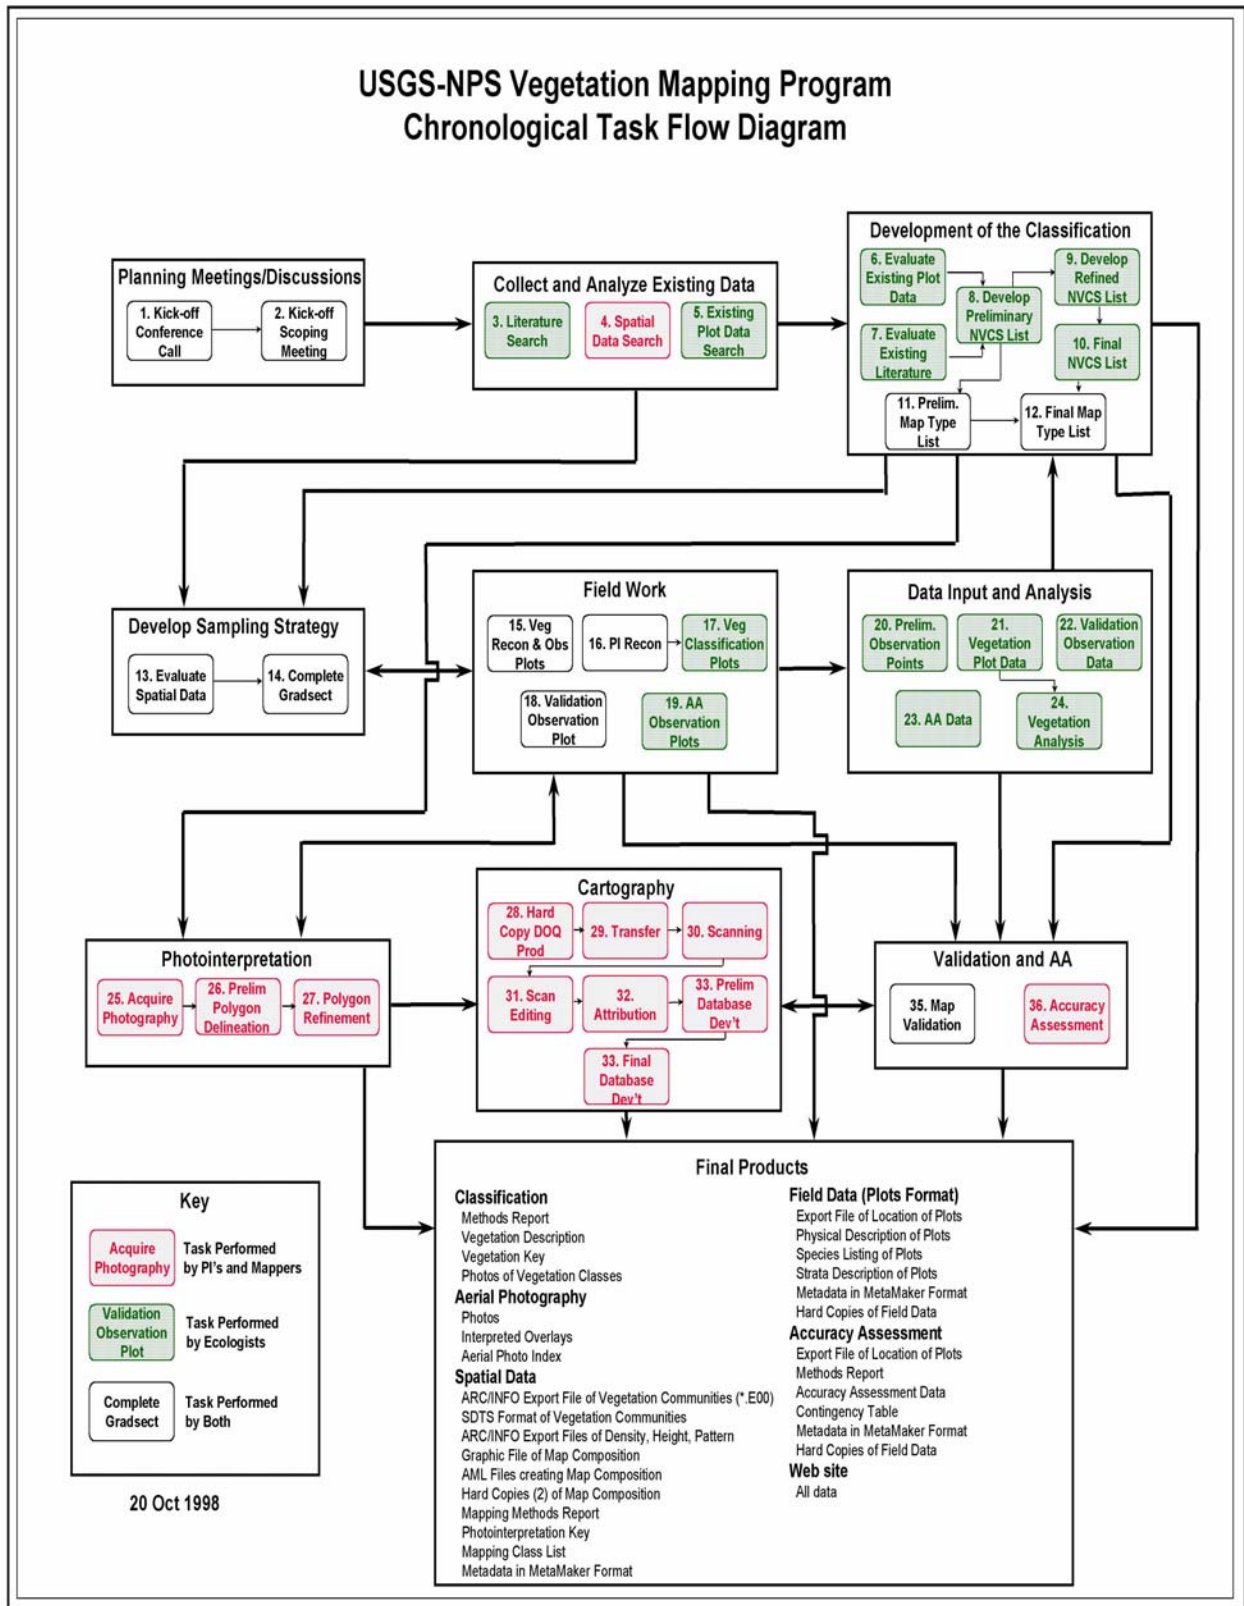 USGS-NPS Vegetation Mapping Program
Chronological Task Flow Diagram
Planning Meetings/Discussions
1. Kick-off
Conference
Call
2. Kick-off
Scoping
Meeting
Collect and Analyze Existing Data
3. Literature
Search
4. Spatial
Data Search
5. Existing
Plot Data
Search
Development of the Classification
6. Evaluate
Existing Plot
Data
7. Evaluate
Existing
Literature
8. Develop
Preliminary
NVCS List
9. Develop
Refined
NVCS List
10. Final
NVCS List
11. Prelim.
Map Type
List
12. Final Map
Type List
Develop Sampling Strategy
13. Evaluate
Spatial Data
14. Complete
Gradsect
Field Work
15. Veg
Recon & Obs
Plots
16. PI Recon
17. Veg
Classification
Plots
18. Validation
Observation
Plot
19. AA
Observation
Plots
Data Input and Analysis
20. Prelim.
Observation
Points
21.
Vegetation
Plot Data
22. Validation
Observation
Data
23. AA Data
24.
Vegetation
Analysis
Photointerpretation
25. Acquire
Photography
26. Prelim
Polygon
Delineation
27. Polygon
Refinement
Cartography
28. Hard
Copy DOQ
Prod
29. Transfer
30. Scanning
31. Scan
Editing
32.
Attribution
33. Prelim
Database
Dev't
33. Final
Database
Dev't
Validation and AA
35. Map
Validation
36. Accuracy
Assessment
Key
Acquire
Photography
Task Performed
by PI's and Mappers
Validation
Observation
Plot
Task Performed
by Ecologists
Complete
Gradsect
Task Performed
by Both
20 Oct 1998
Final Products
Classification
Methods Report
Vegetation Description
Vegetation Key
Photos of Vegetation Classes
Aerial Photography
Photos
Interpreted Overlays
Aerial Photo Index
Spatial Data
ARC/INFO Export File of Vegetation Communities (*.E00)
SDTS Format of Vegetation Communities
ARC/INFO Export Files of Density, Height, Pattern
Graphic File of Map Composition
AML Files creating Map Composition
Hard Copies (2) of Map Composition
Mapping Methods Report
Photointerpretation Key
Mapping Class List
Metadata in MetaMaker Format
Field Data (Plots Format)
Export File of Location of Plots
Physical Description of Plots
Species Listing of Plots
Strata Description of Plots
Metadata in MetaMaker Format
Hard Copies of Field Data
Accuracy Assessment
Export File of Location of Plots
Methods Report
Accuracy Assessment Data
Contingency Table
Metadata in MetaMaker Format
Hard Copies of Field Data
Web site
All data